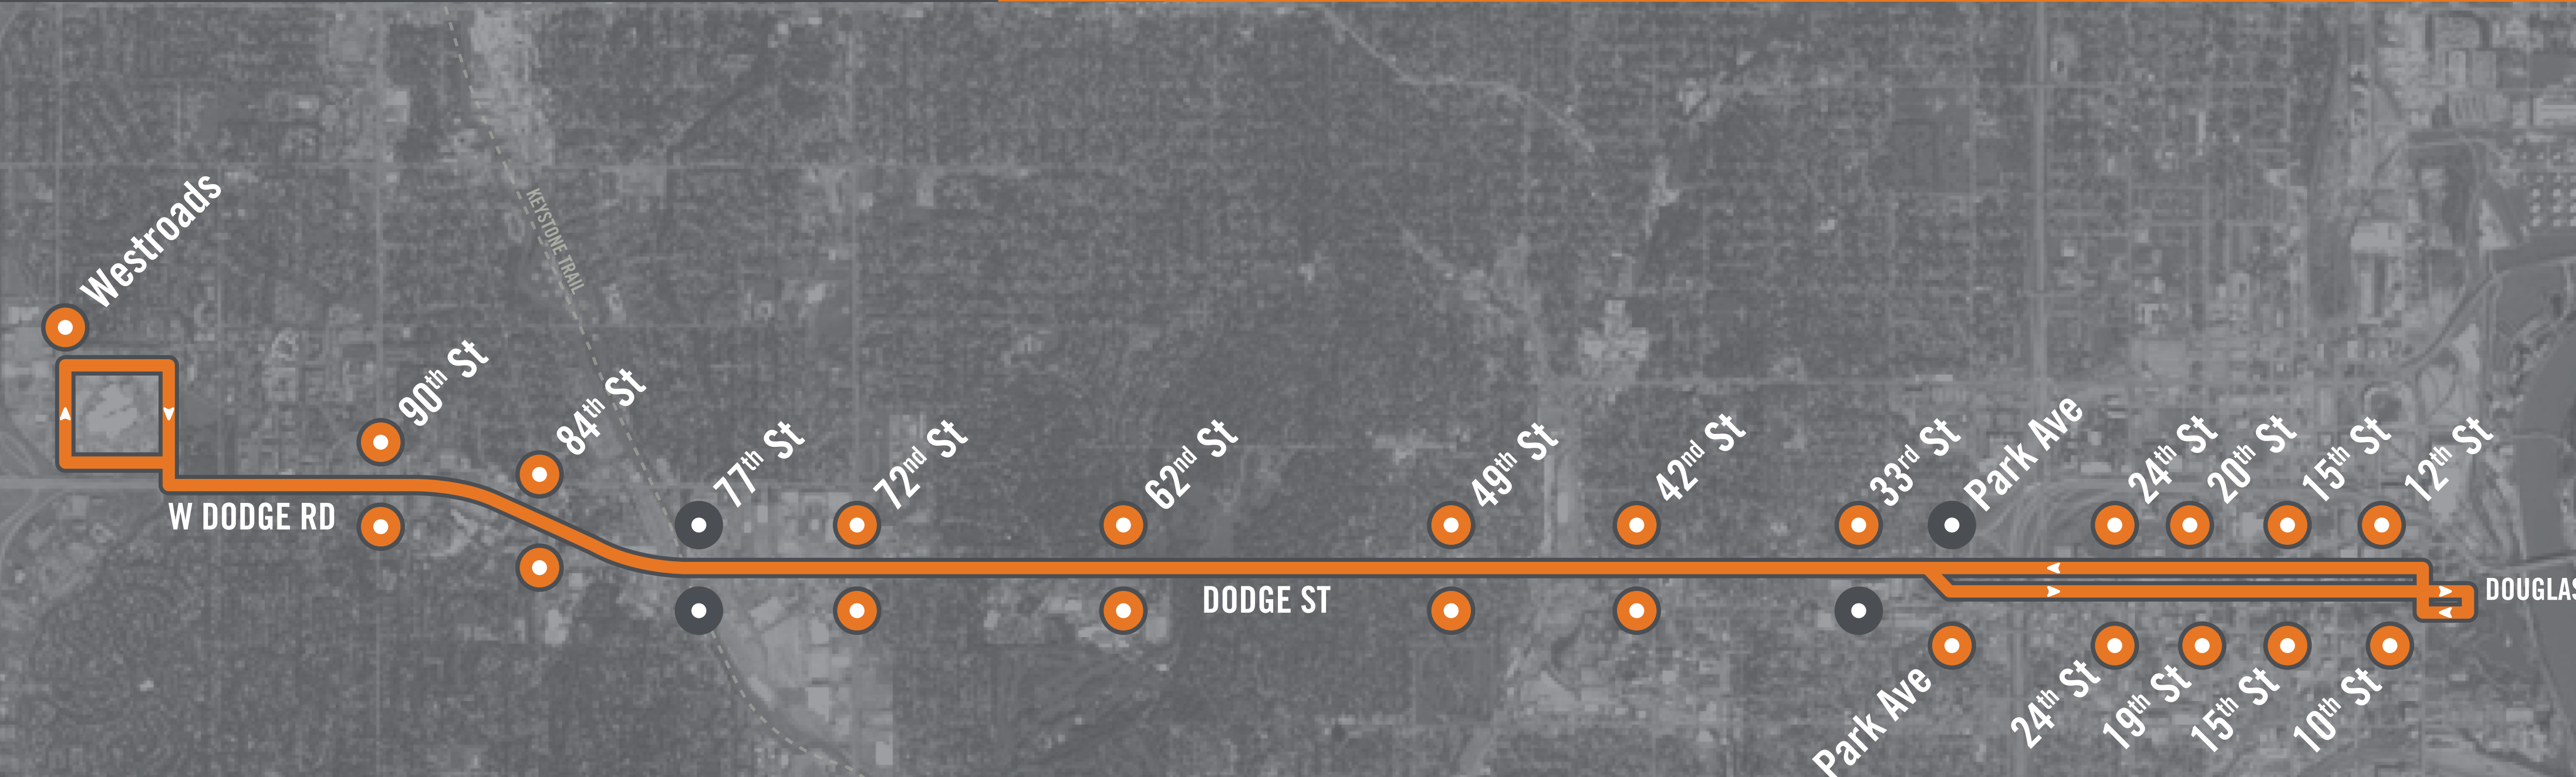 Westroads
KEYSTONE TRAIL
90th St
84th St
W DODGE RD
77th St
72nd St
62nd St
49th St
42nd St
33rd St
Park Ave
24th St
20th St
15th St
12th St
DODGE ST
DOUGLAS
Park Ave
24th St
19th St
15th St
10th St